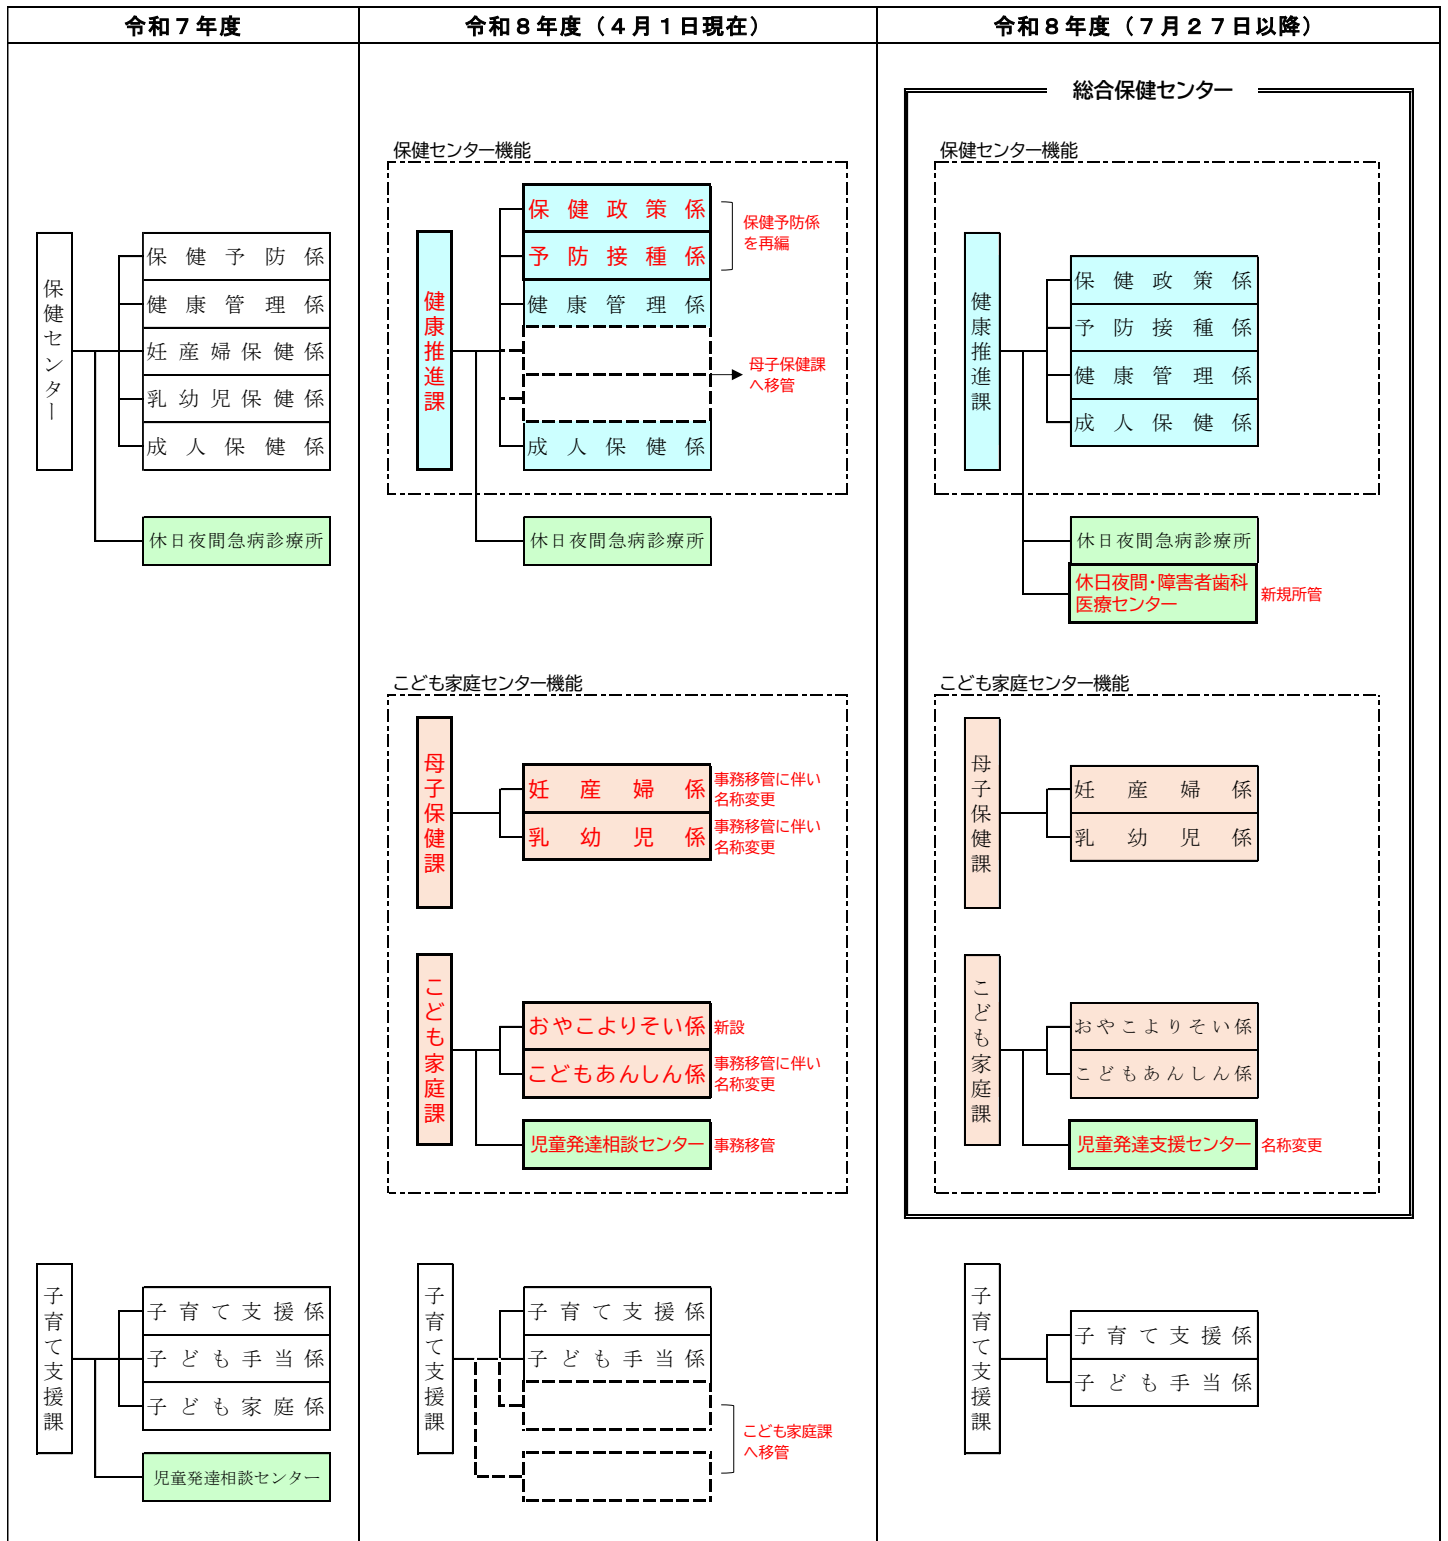 令和７年度
保健センター
保健予防係
健康管理係
妊産婦保健係
乳幼児保健係
成人保健係
休日夜間急病診療所
子育て支援課
子育て支援係
子ども手当係
子ども家庭係
児童発達相談センター
令和８年度（４月１日現在）
保健センター機能
健康推進課
保健政策係
予防接種係
保健予防係
を再編
健康管理係
母子保健課
へ移管
成人保健係
休日夜間急病診療所
こども家庭センター機能
母子保健課
妊産婦係
事務移管に伴い
名称変更
乳幼児係
事務移管に伴い
名称変更
こども家庭課
おやこよりそい係
新設
こどもあんしん係
事務移管に伴い
名称変更
児童発達相談センター
事務移管
子育て支援課
子育て支援係
子ども手当係
こども家庭課
へ移管
令和８年度（７月２７日以降）
総合保健センター
保健センター機能
健康推進課
保健政策係
予防接種係
健康管理係
成人保健係
休日夜間急病診療所
休日夜間・障害者歯科
医療センター
新規所管
こども家庭センター機能
母子保健課
妊産婦係
乳幼児係
こども家庭課
おやこよりそい係
こどもあんしん係
児童発達支援センター
名称変更
子育て支援課
子育て支援係
子ども手当係